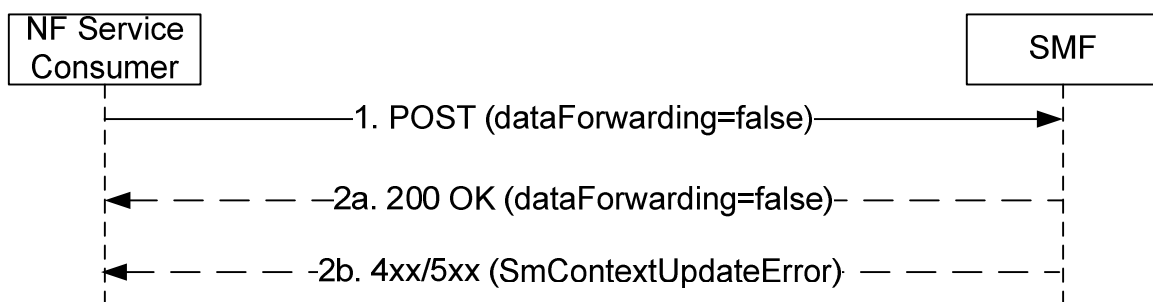 NF Service
Consumer
SMF
1. POST (dataForwarding=false)
2a. 200 OK (dataForwarding=false)
2b. 4xx/5xx (SmContextUpdateError)